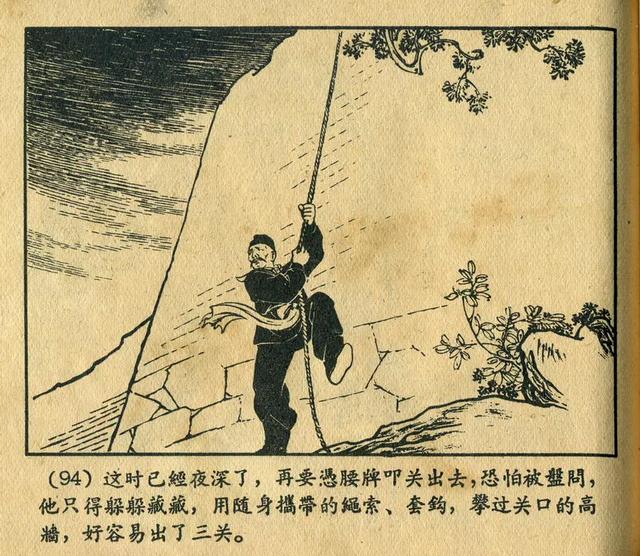 (94) 这时已經夜深了，再要憑腰牌叩关出去，恐怕被盤問，
他只得躲躲藏藏，用随身攜帶的繩索、套鈎，攀过关口的高
牆，好容易出了三关。